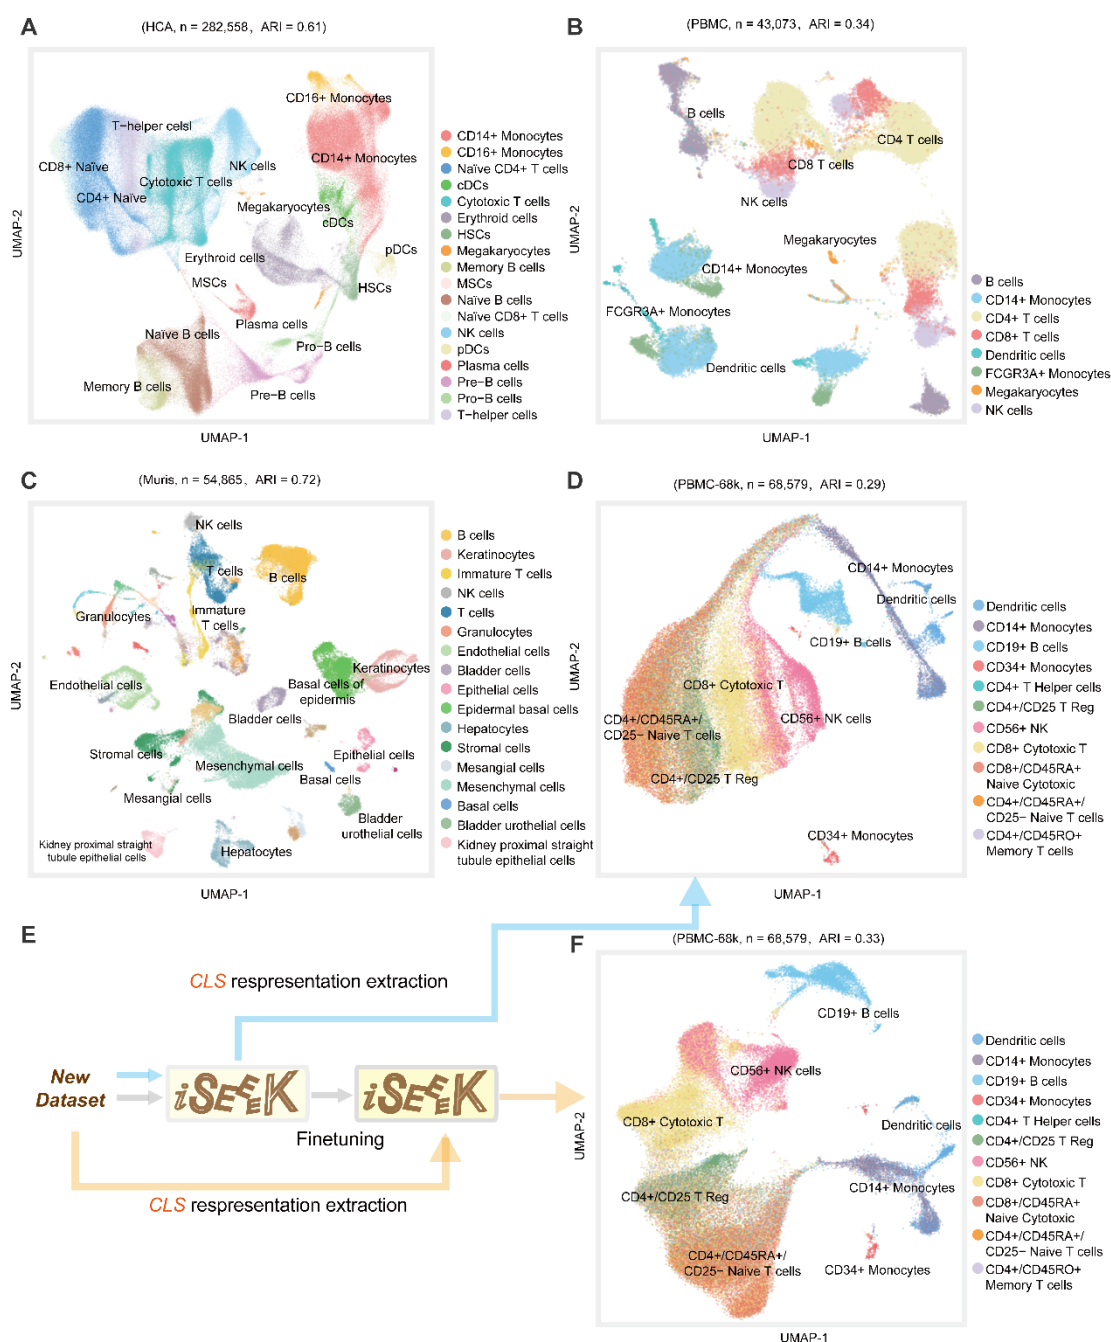 A
(HCA, n = 282,558, ARI = 0.61)
CD16+ Monocytes
T-helper celsl
CD14+ Monocytes
CD8+ Naïve
NK cells
Cytotoxic T cells
CD4+ Naïve
Megakaryocytes
cDCs
pDCs
Erythroid cells
MSCs
HSCs
Plasma cells
Naïve B cells
Pro-B cells
Memory B cells
Pre-B cells
UMAP-2
UMAP-1
CD14+ Monocytes
CD16+ Monocytes
Naïve CD4+ T cells
cDCs
Cytotoxic T cells
Erythroid cells
HSCs
Megakaryocytes
Memory B cells
MSCs
Naïve B cells
Naïve CD8+ T cells
NK cells
pDCs
Plasma cells
Pre-B cells
Pro-B cells
T-helper cells
B
(PBMC, n = 43,073, ARI = 0.34)
B cells
CD4 T cells
CD8 T cells
NK cells
Megakaryocytes
CD14+ Monocytes
FCGR3A+ Monocytes
Dendritic cells
UMAP-2
UMAP-1
B cells
CD14+ Monocytes
CD4+ T cells
CD8+ T cells
Dendritic cells
FCGR3A+ Monocytes
Megakaryocytes
NK cells
C
(Muris, n = 54,865, ARI = 0.72)
NK cells
T cells
B cells
Granulocytes
Immature
T cells
Keratinocytes
Basal cells of
epidermis
Endothelial cells
Bladder cells
Stromal cells
Epithelial cells
Mesenchymal cells
Basal cells
Mesangial cells
Bladder
urothelial cells
Kidney proximal straight
tubule epithelial cells
Hepatocytes
UMAP-2
UMAP-1
B cells
Keratinocytes
Immature T cells
NK cells
T cells
Granulocytes
Endothelial cells
Bladder cells
Epithelial cells
Epidermal basal cells
Hepatocytes
Stromal cells
Mesangial cells
Mesenchymal cells
Basal cells
Bladder urothelial cells
Kidney proximal straight
tubule epithelial cells
D
(PBMC-68k, n = 68,579, ARI = 0.29)
CD14+ Monocytes
Dendritic cells
CD19+ B cells
CD8+ Cytotoxic T
CD56+ NK cells
CD4+/CD45RA+/
CD25- Naive T cells
CD4+/CD25 T Reg
CD34+ Monocytes
UMAP-2
UMAP-1
Dendritic cells
CD14+ Monocytes
CD19+ B cells
CD34+ Monocytes
CD4+ T Helper cells
CD4+/CD25 T Reg
CD56+ NK
CD8+ Cytotoxic T
CD8+/CD45RA+
Naive Cytotoxic
CD4+/CD45RA+/
CD25- Naive T cells
CD4+/CD45RO+
Memory T cells
E
CLS respresentation extraction
New
Dataset
iSEEEK
iSEEEK
Finetuning
CLS respresentation extraction
F
(PBMC-68k, n = 68,579, ARI = 0.33)
CD19+ B cells
CD56+ NK cells
CD8+ Cytotoxic T
Dendritic cells
CD4+/CD25 T Reg
CD14+ Monocytes
CD4+/CD45RA+/
CD25- Naive T cells
CD34+ Monocytes
UMAP-2
UMAP-1
Dendritic cells
CD14+ Monocytes
CD19+ B cells
CD34+ Monocytes
CD4+ T Helper cells
CD4+/CD25 T Reg
CD56+ NK
CD8+ Cytotoxic T
CD8+/CD45RA+
Naive Cytotoxic
CD4+/CD45RA+/
CD25- Naive T cells
CD4+/CD45RO+
Memory T cells